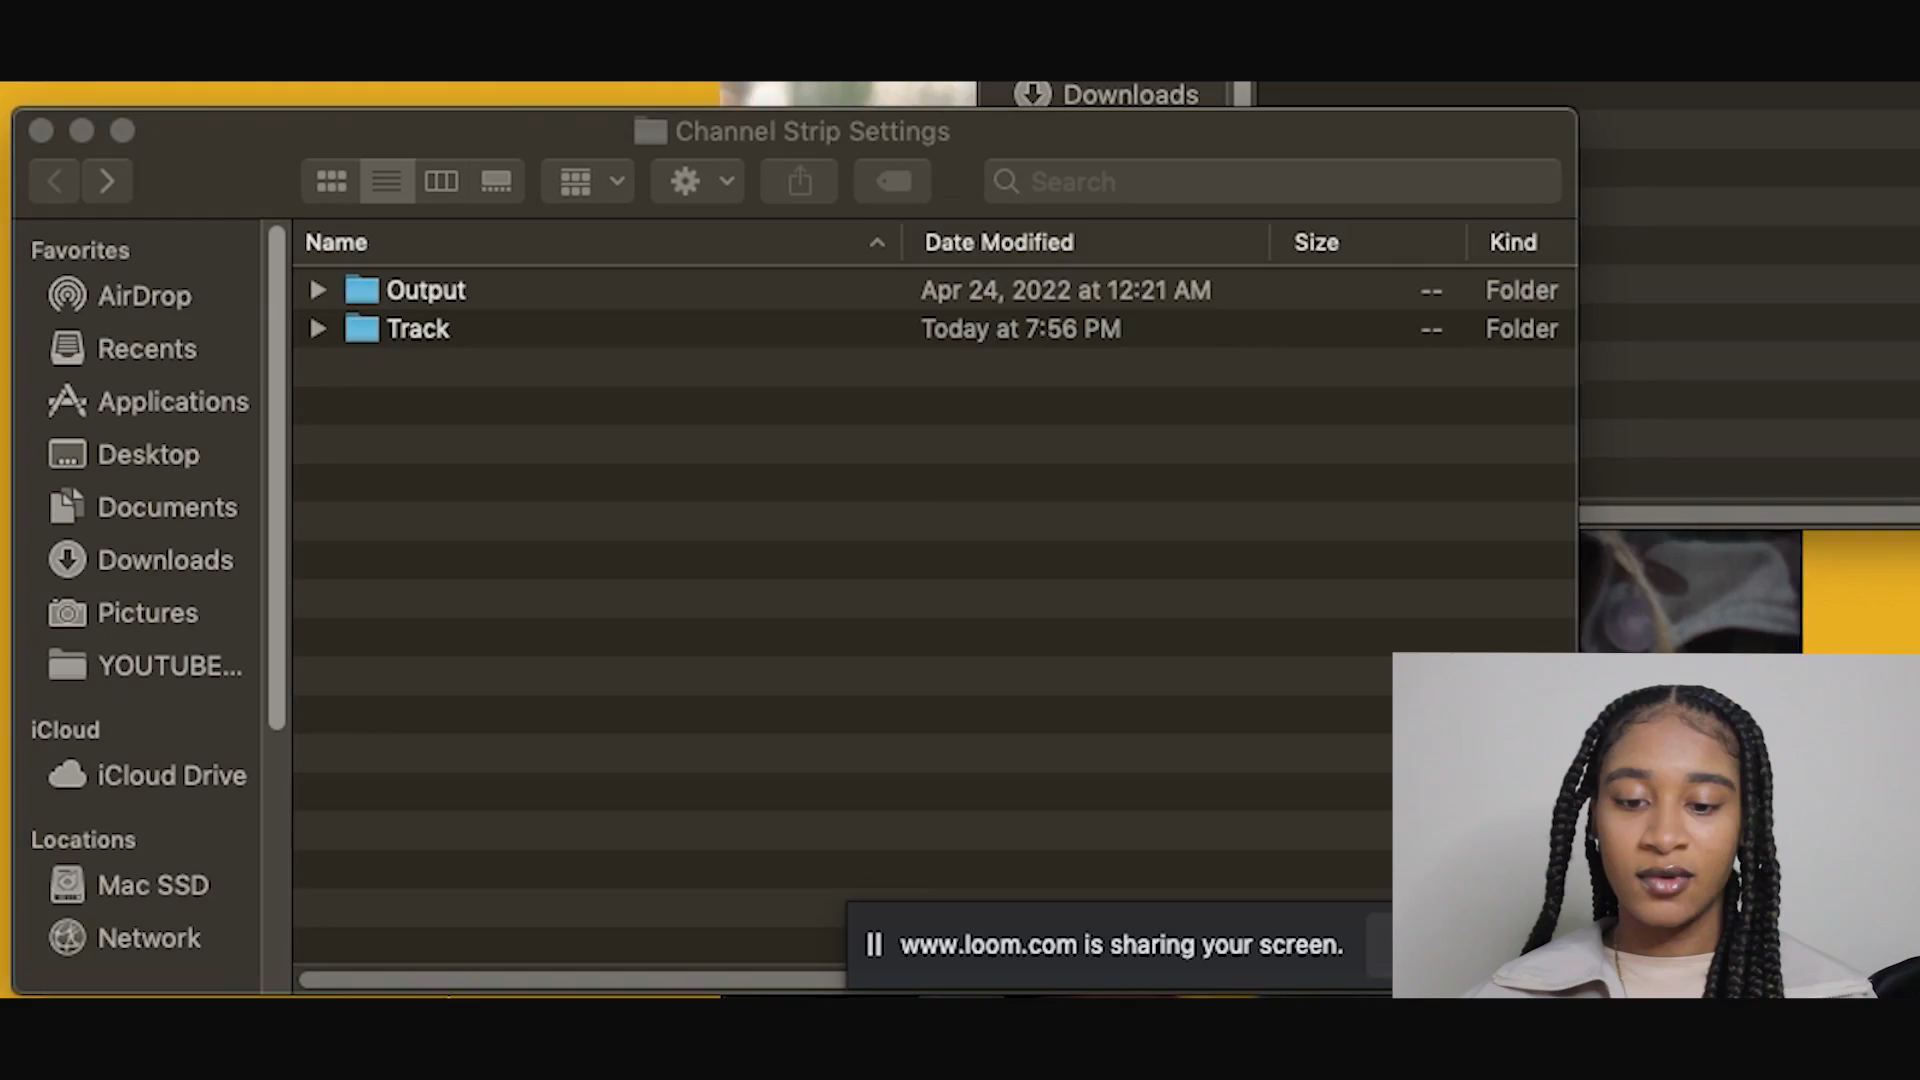 Downloads
Channel Strip Settings
Search
Favorites
AirDrop
Recents
Applications
Desktop
Documents
Downloads
Pictures
YOUTUBE...
iCloud
iCloud Drive
Locations
Mac SSD
Network
Name Date Modified Size Kind
Output Apr 24, 2022 at 12:21 AM -- Folder
Track Today at 7:56 PM -- Folder
www.loom.com is sharing your screen.